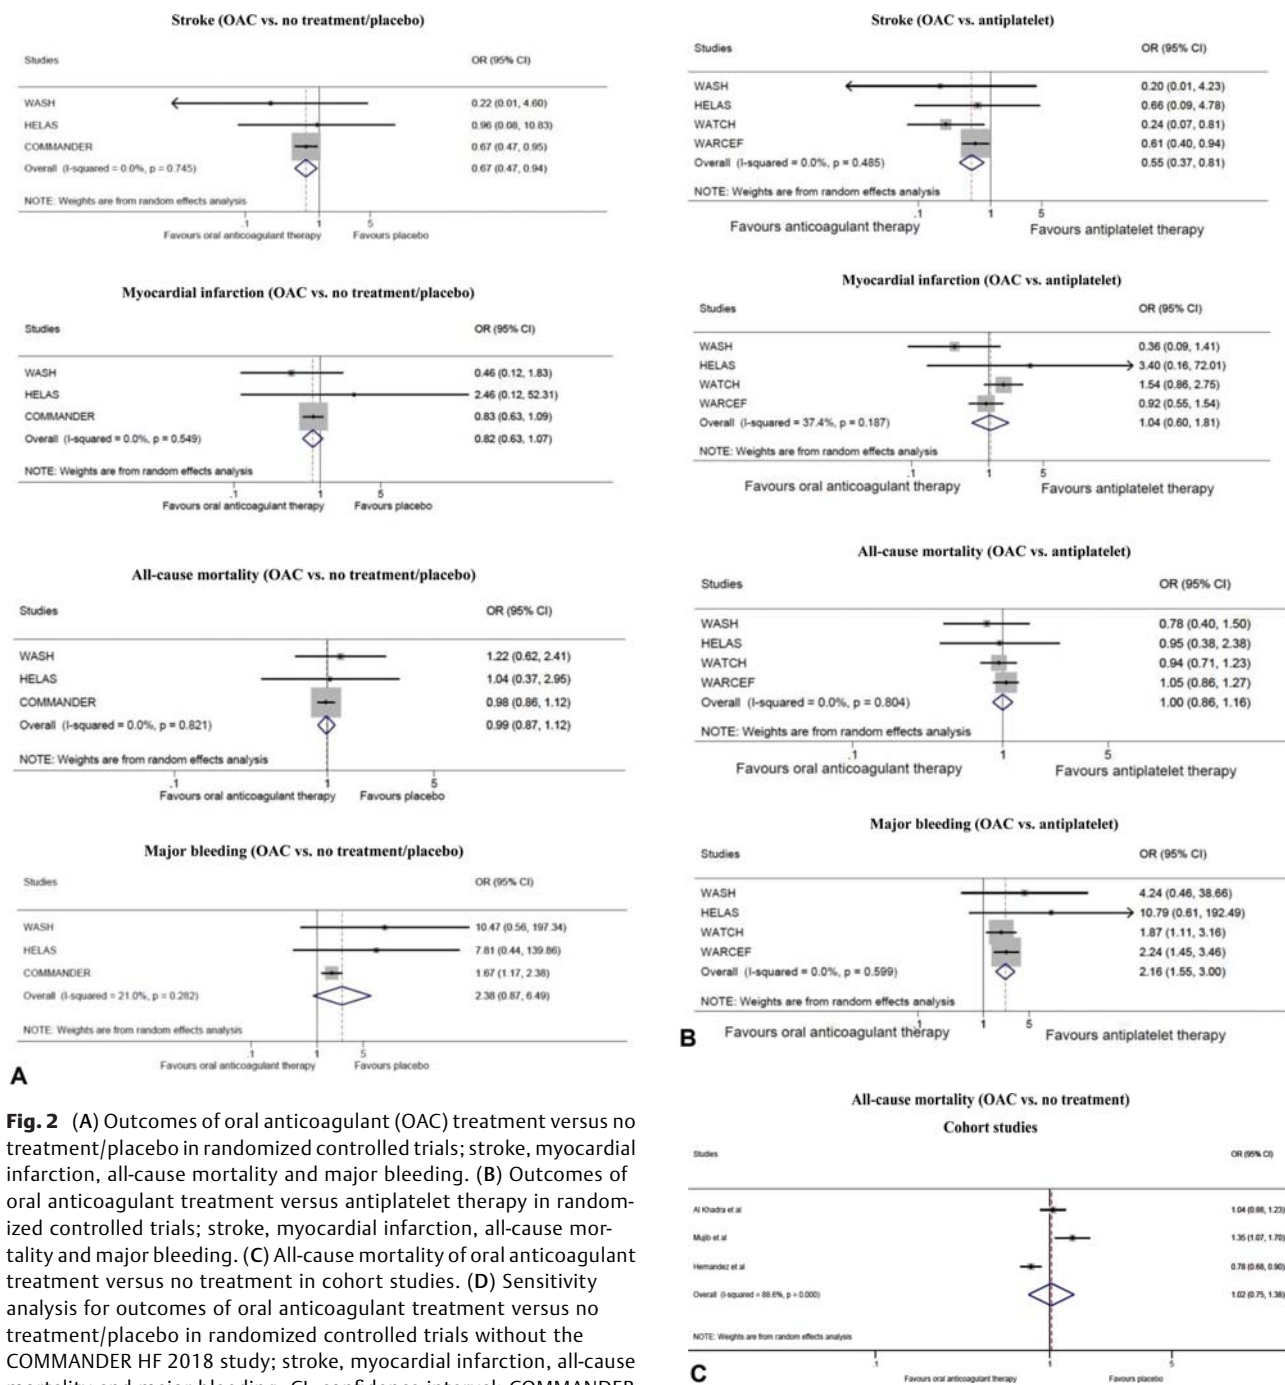 Stroke (OAC vs. no treatment/placebo)
Studies OR (95% CI)
WASH 0.22 (0.01, 4.60)
HELAS 0.96 (0.08, 10.83)
COMMANDER 0.67 (0.47, 0.95)
Overall (I-squared = 0.0%, p = 0.745) 0.67 (0.47, 0.94)
NOTE: Weights are from random effects analysis
.1 1 5
Favours oral anticoagulant therapy Favours placebo
Myocardial infarction (OAC vs. no treatment/placebo)
Studies OR (95% CI)
WASH 0.46 (0.12, 1.83)
HELAS 2.46 (0.12, 52.31)
COMMANDER 0.83 (0.63, 1.09)
Overall (I-squared = 0.0%, p = 0.549) 0.82 (0.63, 1.07)
NOTE: Weights are from random effects analysis
.1 1 5
Favours oral anticoagulant therapy Favours placebo
All-cause mortality (OAC vs. no treatment/placebo)
Studies OR (95% CI)
WASH 1.22 (0.62, 2.41)
HELAS 1.04 (0.37, 2.95)
COMMANDER 0.98 (0.86, 1.12)
Overall (I-squared = 0.0%, p = 0.821) 0.99 (0.87, 1.12)
NOTE: Weights are from random effects analysis
.1 1 5
Favours oral anticoagulant therapy Favours placebo
Major bleeding (OAC vs. no treatment/placebo)
Studies OR (95% CI)
WASH 10.47 (0.56, 197.34)
HELAS 7.81 (0.44, 139.86)
COMMANDER 1.67 (1.17, 2.38)
Overall (I-squared = 21.0%, p = 0.282) 2.38 (0.87, 6.49)
NOTE: Weights are from random effects analysis
.1 1 5
Favours oral anticoagulant therapy Favours placebo
A
Fig. 2 (A) Outcomes of oral anticoagulant (OAC) treatment versus no
treatment/placebo in randomized controlled trials; stroke, myocardial
infarction, all-cause mortality and major bleeding. (B) Outcomes of
oral anticoagulant treatment versus antiplatelet therapy in random-
ized controlled trials; stroke, myocardial infarction, all-cause mor-
tality and major bleeding. (C) All-cause mortality of oral anticoagulant
treatment versus no treatment in cohort studies. (D) Sensitivity
analysis for outcomes of oral anticoagulant treatment versus no
treatment/placebo in randomized controlled trials without the
COMMANDER HF 2018 study; stroke, myocardial infarction, all-cause
Stroke (OAC vs. antiplatelet)
Studies OR (95% CI)
WASH 0.20 (0.01, 4.23)
HELAS 0.66 (0.09, 4.78)
WATCH 0.24 (0.07, 0.81)
WARCEF 0.61 (0.40, 0.94)
Overall (I-squared = 0.0%, p = 0.485) 0.55 (0.37, 0.81)
NOTE: Weights are from random effects analysis
.1 1 5
Favours anticoagulant therapy Favours antiplatelet therapy
Myocardial infarction (OAC vs. antiplatelet)
Studies OR (95% CI)
WASH 0.36 (0.09, 1.41)
HELAS 3.40 (0.16, 72.01)
WATCH 1.54 (0.86, 2.75)
WARCEF 0.92 (0.55, 1.54)
Overall (I-squared = 37.4%, p = 0.187) 1.04 (0.60, 1.81)
NOTE: Weights are from random effects analysis
.1 1 5
Favours oral anticoagulant therapy Favours antiplatelet therapy
All-cause mortality (OAC vs. antiplatelet)
Studies OR (95% CI)
WASH 0.78 (0.40, 1.50)
HELAS 0.95 (0.38, 2.38)
WATCH 0.94 (0.71, 1.23)
WARCEF 1.05 (0.86, 1.27)
Overall (I-squared = 0.0%, p = 0.804) 1.00 (0.86, 1.16)
NOTE: Weights are from random effects analysis
.1 1 5
Favours oral anticoagulant therapy Favours antiplatelet therapy
Major bleeding (OAC vs. antiplatelet)
Studies OR (95% CI)
WASH 4.24 (0.46, 38.66)
HELAS 10.79 (0.61, 192.49)
WATCH 1.87 (1.11, 3.16)
WARCEF 2.24 (1.45, 3.46)
Overall (I-squared = 0.0%, p = 0.599) 2.16 (1.55, 3.00)
NOTE: Weights are from random effects analysis
.1 1 5
Favours oral anticoagulant therapy Favours antiplatelet therapy
B
All-cause mortality (OAC vs. no treatment)
Cohort studies
Studies OR (95% CI)
Al Khadra et al 1.04 (0.88, 1.23)
Mujib et al 1.35 (1.07, 1.70)
Hernandez et al 0.78 (0.68, 0.90)
Overall (I-squared = 88.6%, p = 0.000) 1.02 (0.75, 1.38)
NOTE: Weights are from random effects analysis
.1 1 5
Favours oral anticoagulant therapy Favours placebo
C